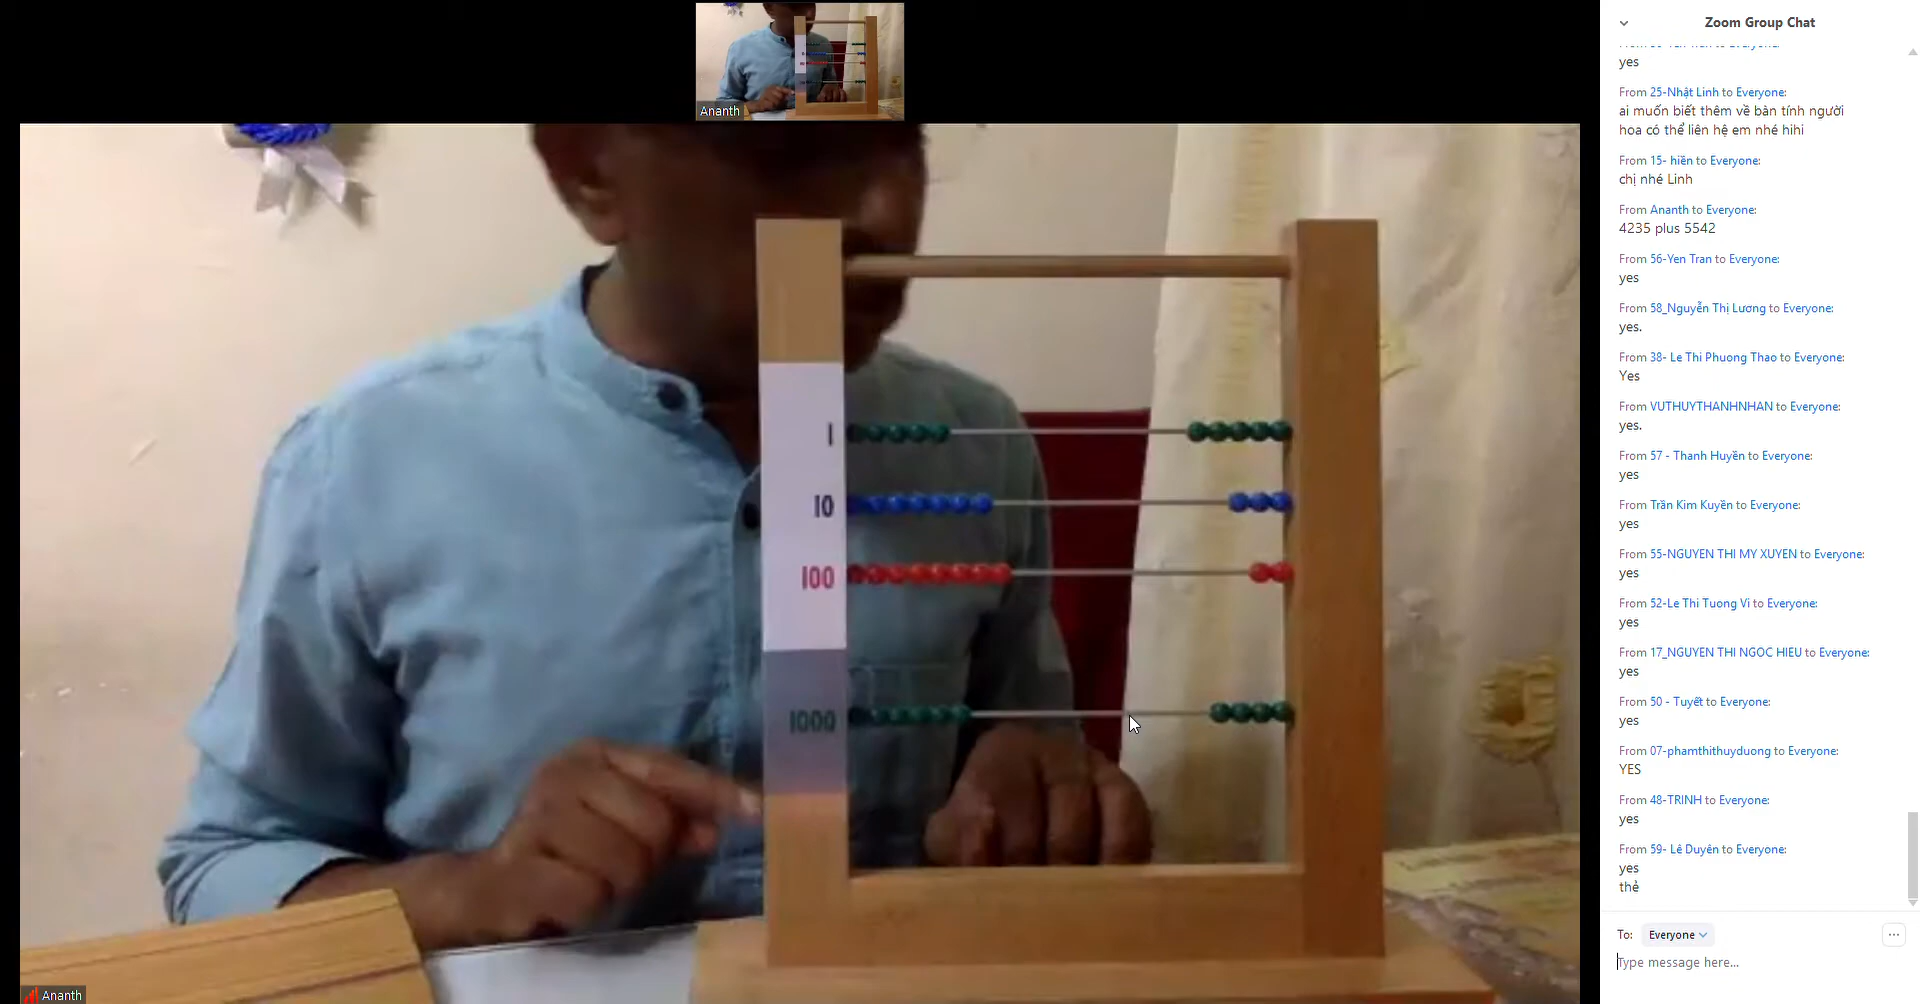 Ananth
1
10
100
1000
Ananth
Zoom Group Chat
yes
From 25-Nhật Linh to Everyone:
ai muốn biết thêm về bàn tính người
hoa có thể liên hệ em nhé hihi
From 15- hiền to Everyone:
chị nhé Linh
From Ananth to Everyone:
4235 plus 5542
From 56-Yen Tran to Everyone:
yes
From 58_Nguyễn Thị Lương to Everyone:
yes.
From 38- Le Thi Phuong Thao to Everyone:
Yes
From VUTHUYTHANHNHAN to Everyone:
yes.
From 57 - Thanh Huyền to Everyone:
yes
From Trần Kim Kuyền to Everyone:
yes
From 55-NGUYEN THI MY XUYEN to Everyone:
yes
From 52-Le Thi Tuong Vi to Everyone:
yes
From 17_NGUYEN THI NGOC HIEU to Everyone:
yes
From 50 - Tuyết to Everyone:
yes
From 07-phamthithuyduong to Everyone:
YES
From 48-TRINH to Everyone:
yes
From 59- Lê Duyên to Everyone:
yes
thẻ
To: Everyone
Type message here...